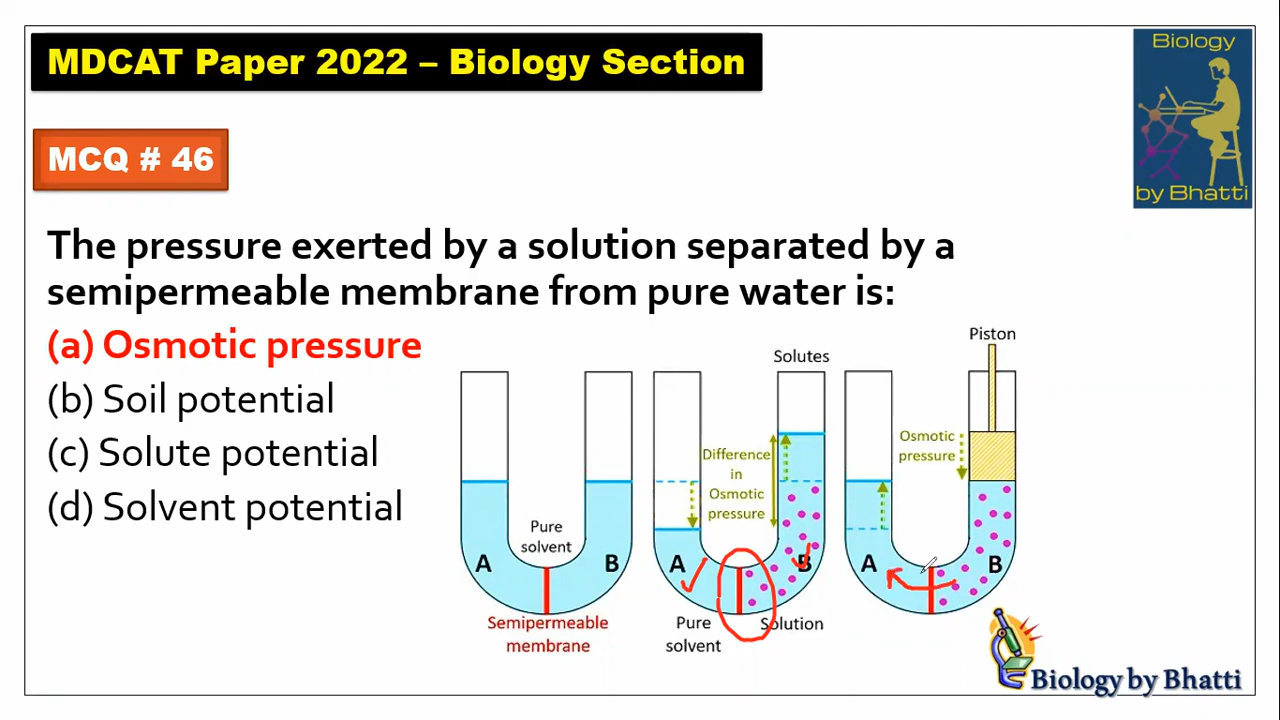 MDCAT Paper 2022 – Biology Section
Biology
by Bhatti
MCQ # 46
The pressure exerted by a solution separated by a
semipermeable membrane from pure water is:
(a) Osmotic pressure
(b) Soil potential
(c) Solute potential
(d) Solvent potential
Pure
solvent
A
B
Semipermeable
membrane
Solutes
Difference
in
Osmotic
pressure
A
B
Pure
solvent
Solution
Piston
Osmotic
pressure
A
B
Biology by Bhatti